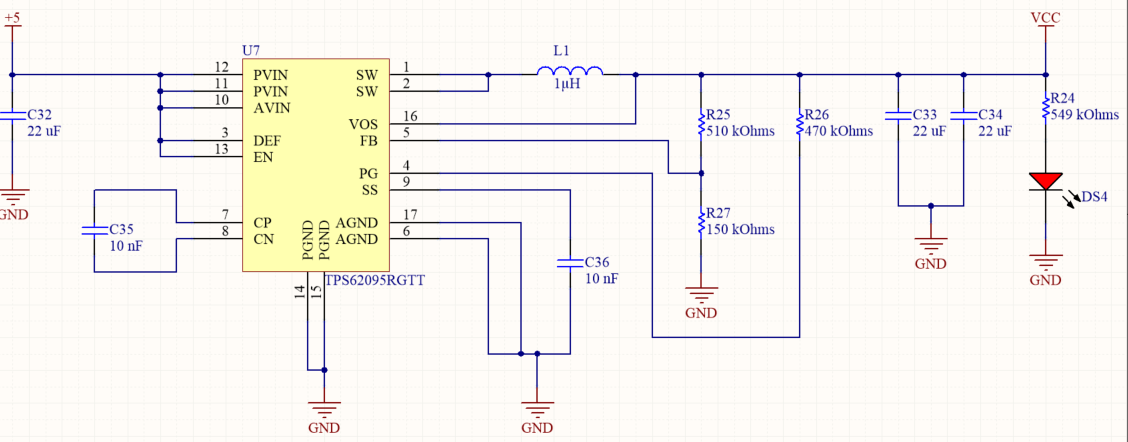 +5
VCC
U7
L1
1µH
12 PVIN SW 1
11 PVIN SW 2
10 AVIN
VOS 16
3 DEF FB 5
13 EN
PG 4
SS 9
7 CP AGND 17
8 CN AGND 6
PGND
PGND
14
15
TPS62095RGTT
C32
22 uF
GND
C35
10 nF
R25
510 kOhms
R26
470 kOhms
C33
22 uF
C34
22 uF
R24
549 kOhms
DS4
R27
150 kOhms
C36
10 nF
GND
GND
GND
GND
GND